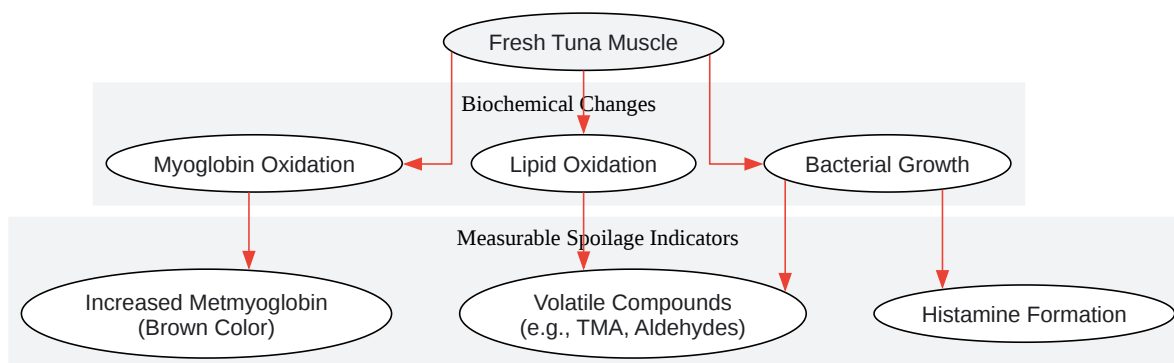 Fresh Tuna Muscle
Biochemical Changes
Myoglobin Oxidation
Lipid Oxidation
Bacterial Growth
Measurable Spoilage Indicators
Increased Metmyoglobin
(Brown Color)
Volatile Compounds
(e.g., TMA, Aldehydes)
Histamine Formation